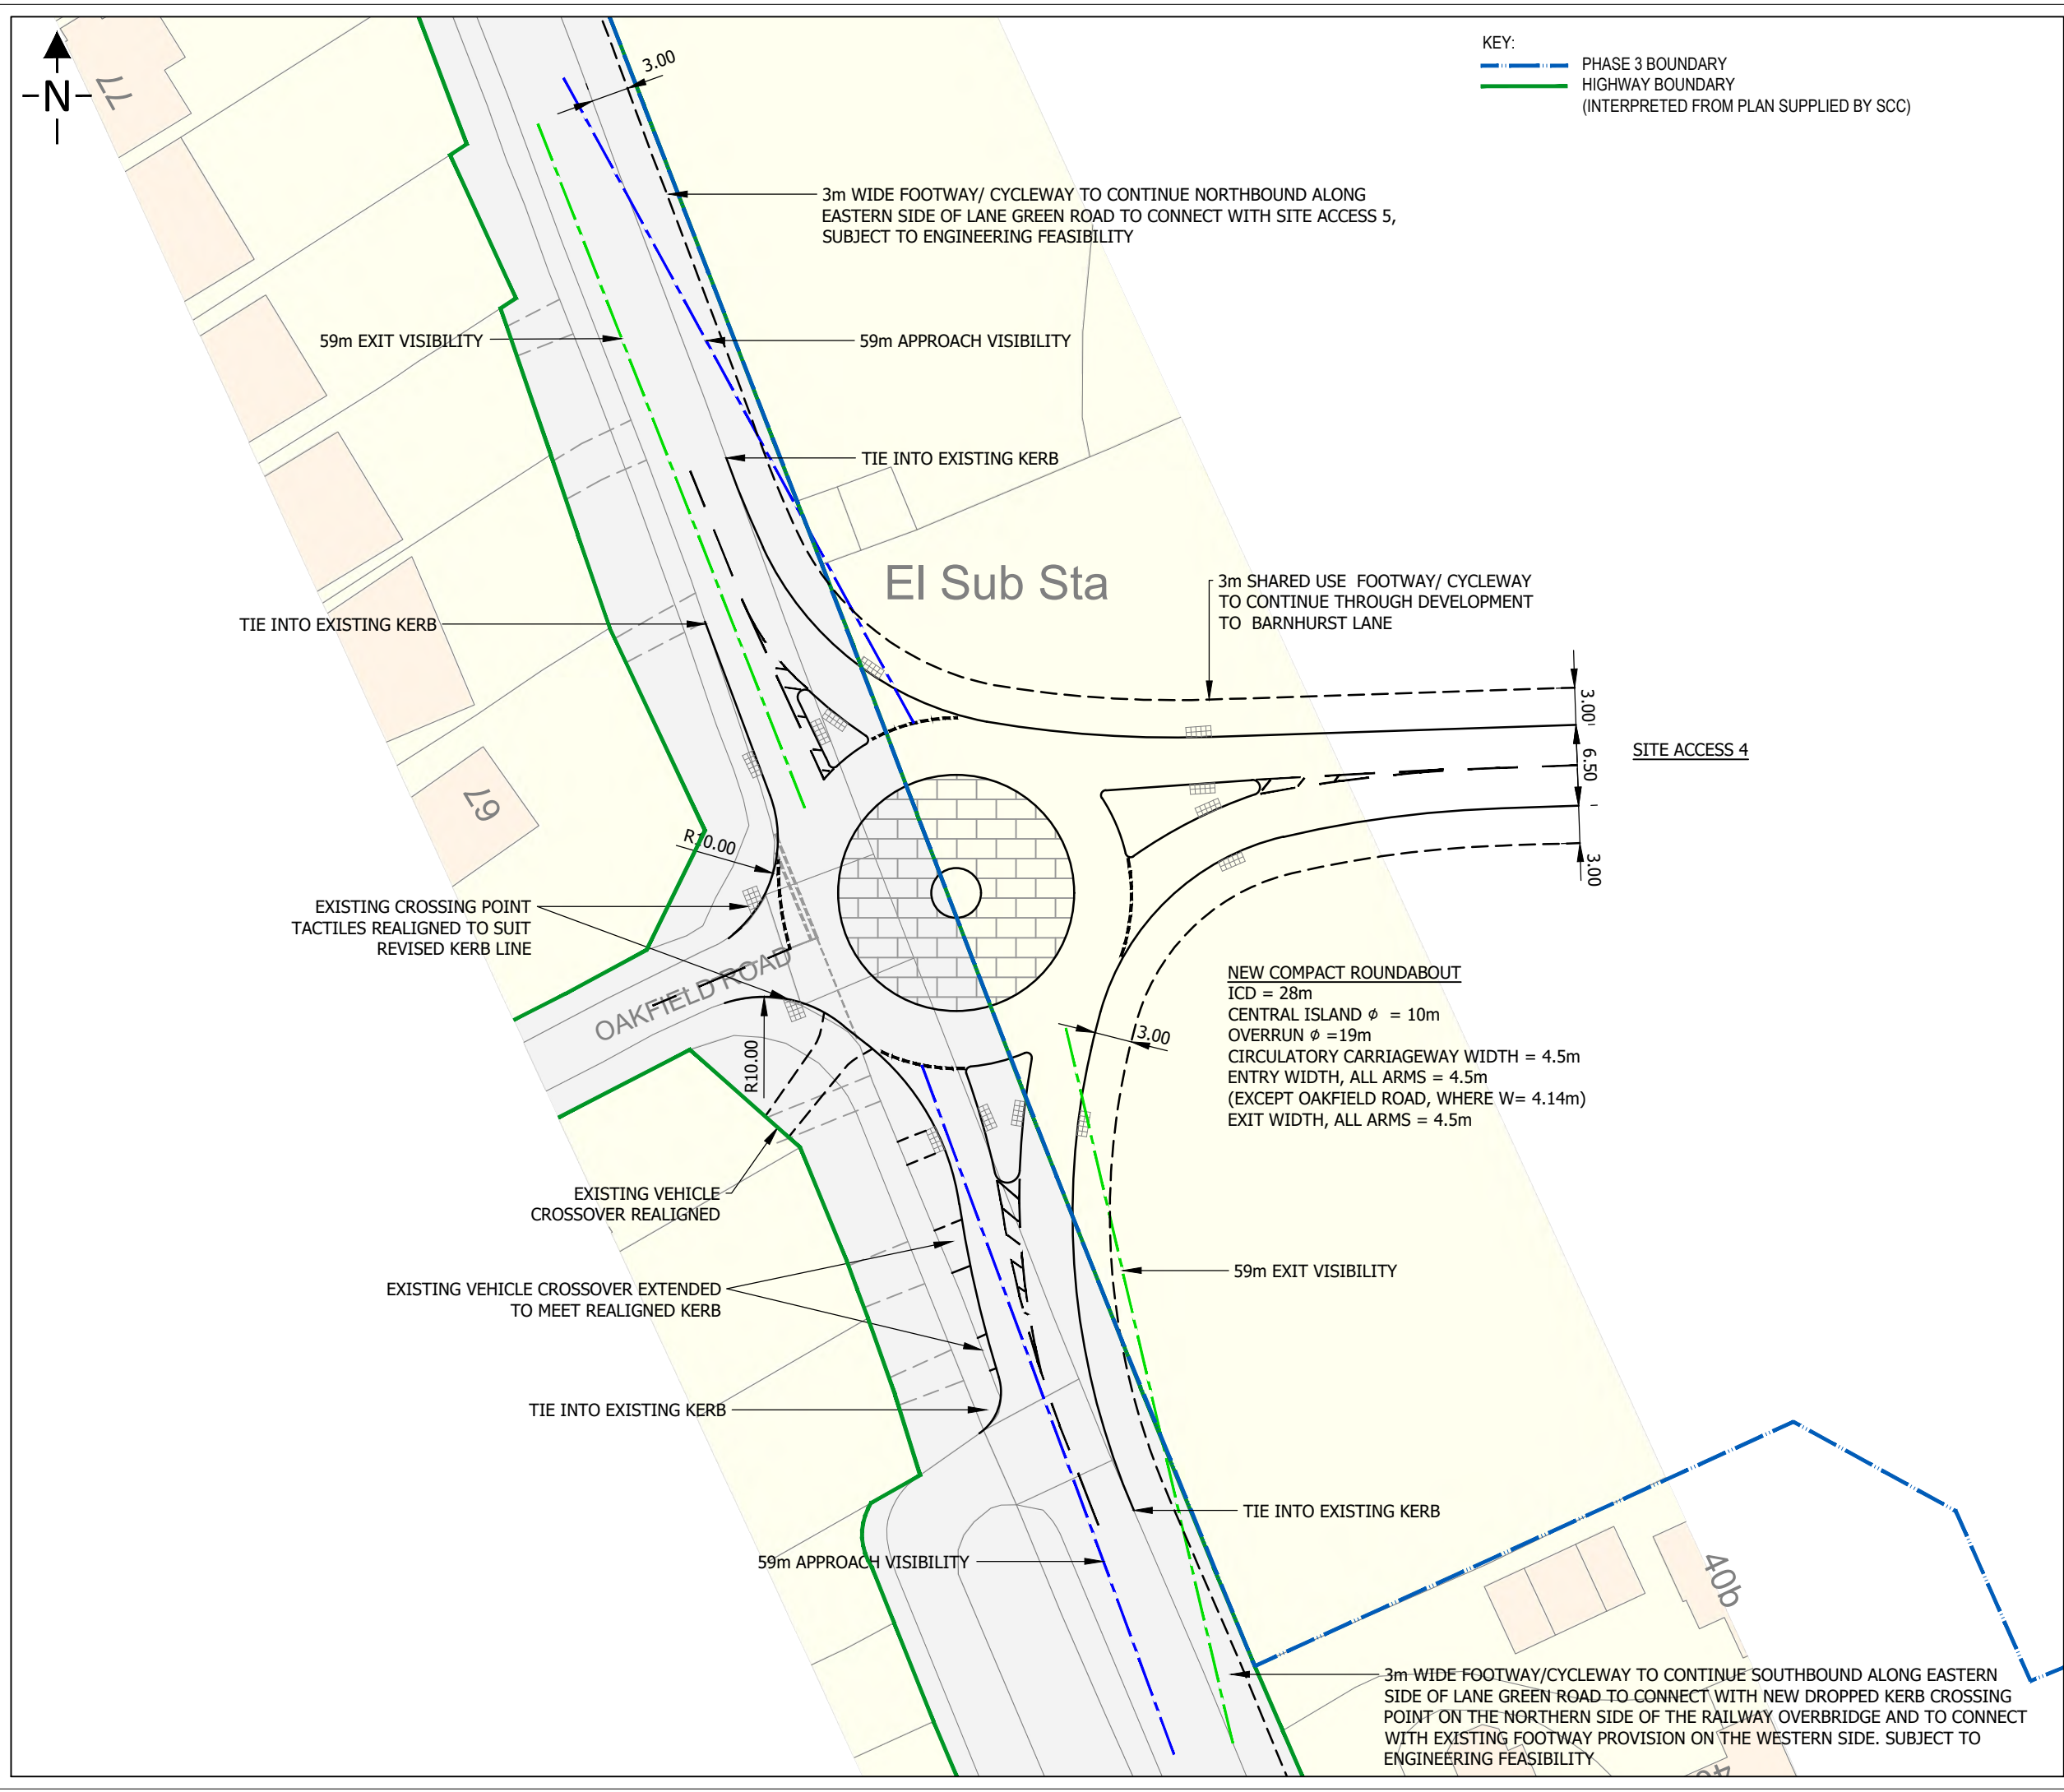 KEY:
PHASE 3 BOUNDARY
HIGHWAY BOUNDARY
(INTERPRETED FROM PLAN SUPPLIED BY SCC)
N
77
3.00
3m WIDE FOOTWAY/ CYCLEWAY TO CONTINUE NORTHBOUND ALONG
EASTERN SIDE OF LANE GREEN ROAD TO CONNECT WITH SITE ACCESS 5,
SUBJECT TO ENGINEERING FEASIBILITY
59m EXIT VISIBILITY
59m APPROACH VISIBILITY
TIE INTO EXISTING KERB
El Sub Sta
3m SHARED USE FOOTWAY/ CYCLEWAY
TO CONTINUE THROUGH DEVELOPMENT
TO BARNHURST LANE
TIE INTO EXISTING KERB
3.00
6.50
3.00
SITE ACCESS 4
67
R10.00
EXISTING CROSSING POINT
TACTILES REALIGNED TO SUIT
REVISED KERB LINE
OAKFIELD ROAD
NEW COMPACT ROUNDABOUT
ICD = 28m
CENTRAL ISLAND ϕ = 10m
OVERRUN ϕ =19m
CIRCULATORY CARRIAGEWAY WIDTH = 4.5m
ENTRY WIDTH, ALL ARMS = 4.5m
(EXCEPT OAKFIELD ROAD, WHERE W= 4.14m)
EXIT WIDTH, ALL ARMS = 4.5m
3.00
R10.00
EXISTING VEHICLE
CROSSOVER REALIGNED
59m EXIT VISIBILITY
EXISTING VEHICLE CROSSOVER EXTENDED
TO MEET REALIGNED KERB
TIE INTO EXISTING KERB
TIE INTO EXISTING KERB
59m APPROACH VISIBILITY
40b
3m WIDE FOOTWAY/CYCLEWAY TO CONTINUE SOUTHBOUND ALONG EASTERN
SIDE OF LANE GREEN ROAD TO CONNECT WITH NEW DROPPED KERB CROSSING
POINT ON THE NORTHERN SIDE OF THE RAILWAY OVERBRIDGE AND TO CONNECT
WITH EXISTING FOOTWAY PROVISION ON THE WESTERN SIDE. SUBJECT TO
ENGINEERING FEASIBILITY